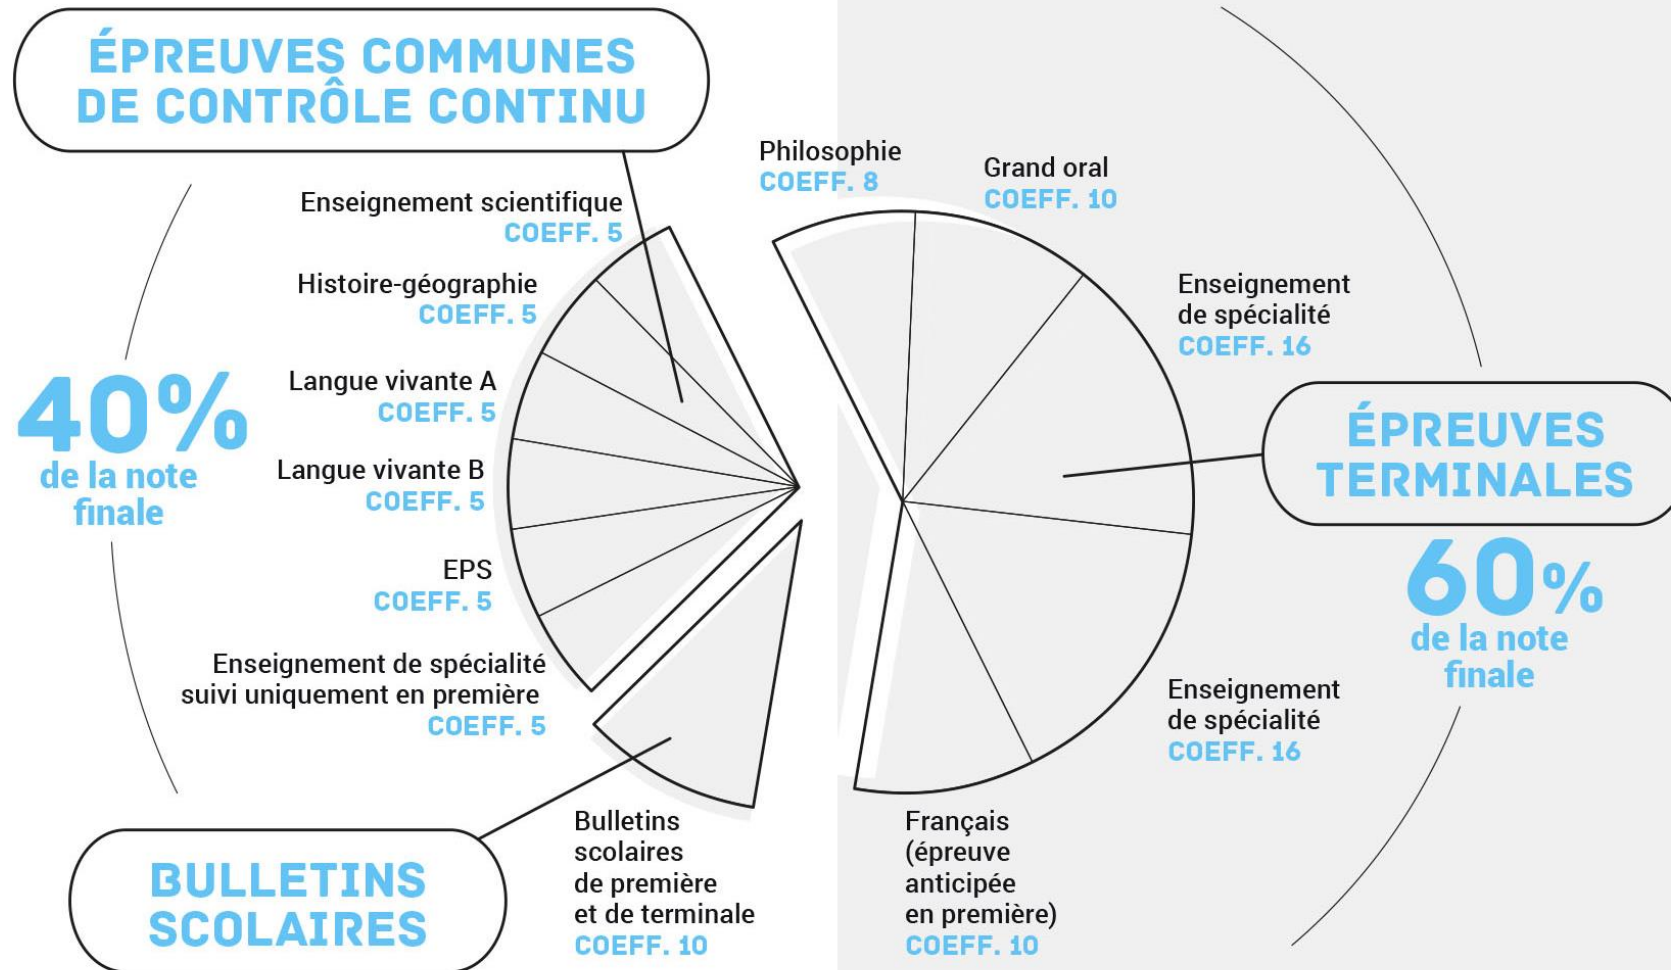 ÉPREUVES COMMUNES
DE CONTRÔLE CONTINU
Enseignement scientifique
COEFF. 5
Histoire-géographie
COEFF. 5
Langue vivante A
COEFF. 5
Langue vivante B
COEFF. 5
EPS
COEFF. 5
Enseignement de spécialité
suivi uniquement en première
COEFF. 5
40%
de la note
finale
BULLETINS
SCOLAIRES
Bulletins
scolaires
de première
et de terminale
COEFF. 10
Philosophie
COEFF. 8
Grand oral
COEFF. 10
Enseignement
de spécialité
COEFF. 16
ÉPREUVES
TERMINALES
60%
de la note
finale
Enseignement
de spécialité
COEFF. 16
Français
(épreuve
anticipée
en première)
COEFF. 10